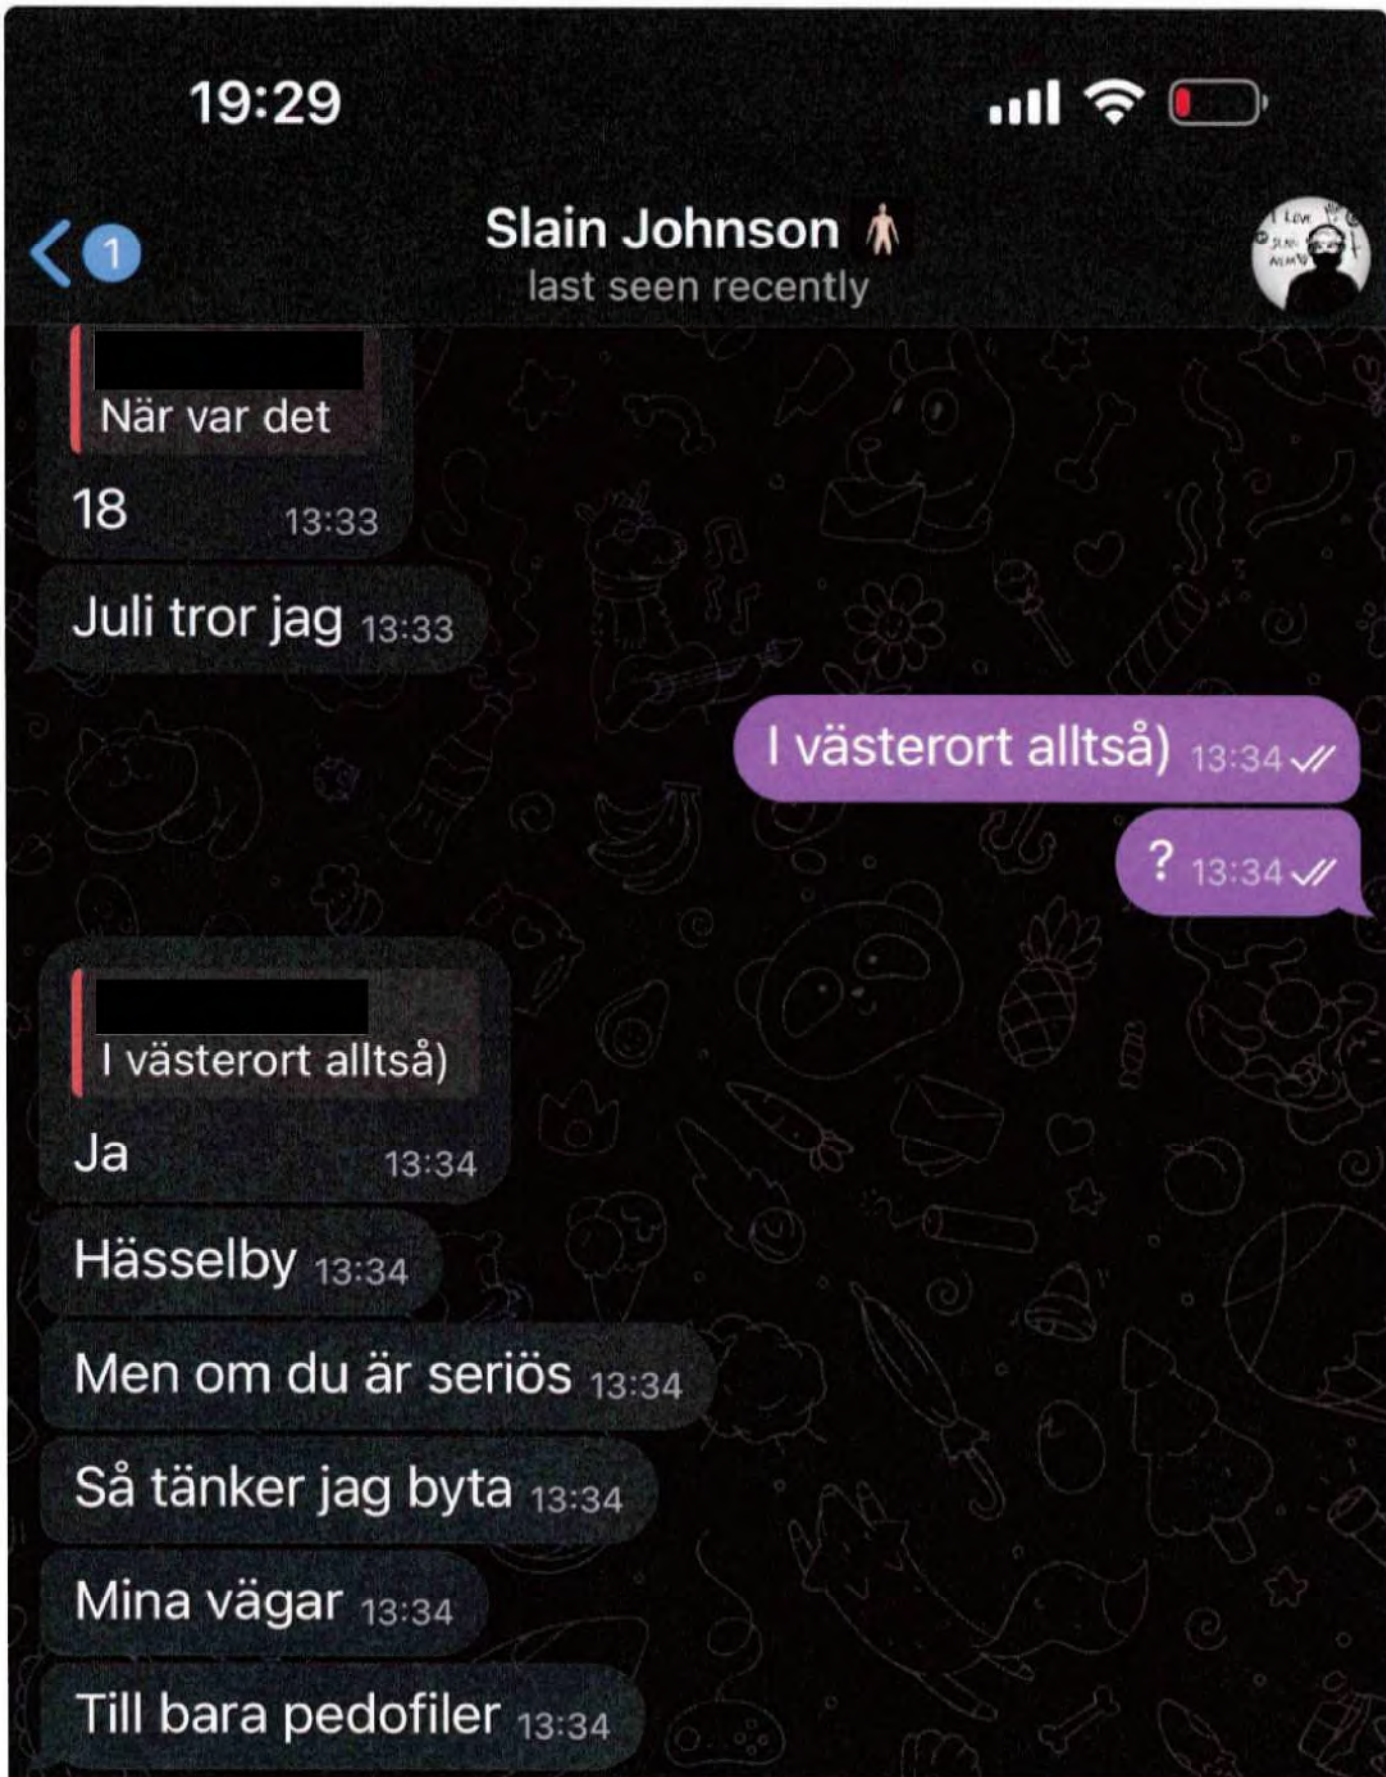 19:29
1
Slain Johnson
last seen recently
När var det
18 13:33
Juli tror jag 13:33
I västerort alltså) 13:34
? 13:34
I västerort alltså)
Ja 13:34
Hässelby 13:34
Men om du är seriös 13:34
Så tänker jag byta 13:34
Mina vägar 13:34
Till bara pedofiler 13:34